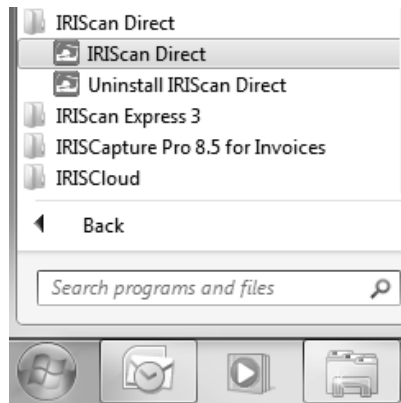 IRIScan Direct
IRIScan Direct
Uninstall IRIScan Direct
IRIScan Express 3
IRISCapture Pro 8.5 for Invoices
IRISCloud
Back
Search programs and files